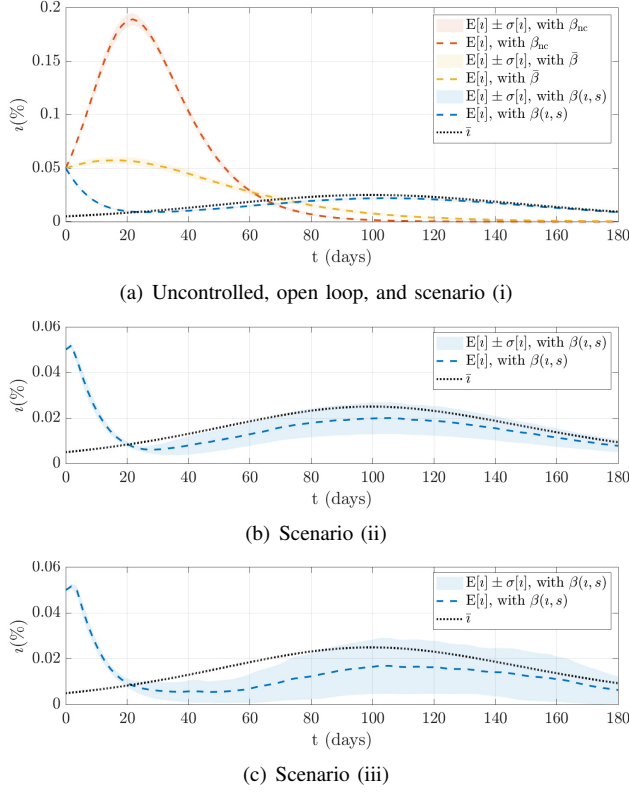 0.2
0.15
0.1
0.05
0
ı(%)
E[ı] ± σ[ı], with β_nc
E[ı], with β_nc
E[ı] ± σ[ı], with β̄
E[ı], with β̄
E[ı] ± σ[ı], with β(ı, s)
E[ı], with β(ı, s)
ῑ
0 20 40 60 80 100 120 140 160 180
t (days)
(a) Uncontrolled, open loop, and scenario (i)
0.06
0.04
0.02
0
ı(%)
E[ı] ± σ[ı], with β(ı, s)
E[ı], with β(ı, s)
ῑ
0 20 40 60 80 100 120 140 160 180
t (days)
(b) Scenario (ii)
0.06
0.04
0.02
0
ı(%)
E[ı] ± σ[ı], with β(ı, s)
E[ı], with β(ı, s)
ῑ
0 20 40 60 80 100 120 140 160 180
t (days)
(c) Scenario (iii)